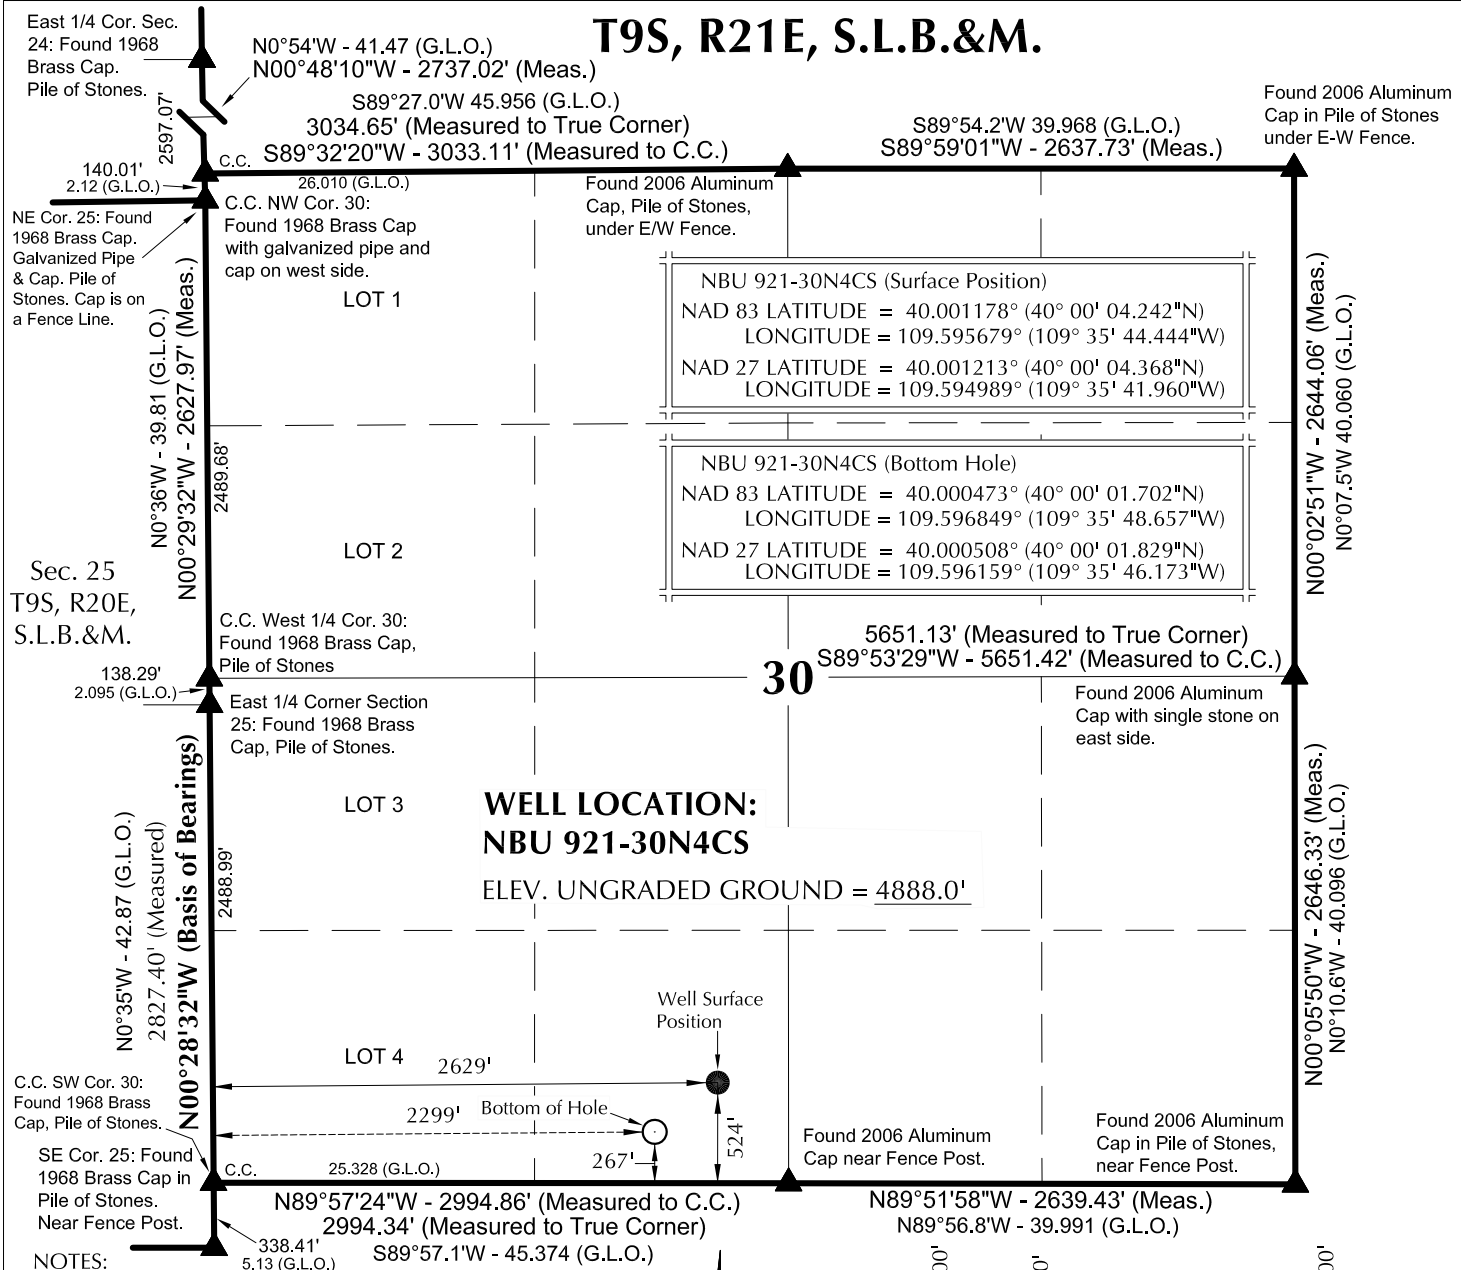 T9S, R21E, S.L.B.&M.
East 1/4 Cor. Sec.
24: Found 1968
Brass Cap.
Pile of Stones.
N0°54'W - 41.47 (G.L.O.)
N00°48'10"W - 2737.02' (Meas.)
2597.07'
S89°27.0'W 45.956 (G.L.O.)
3034.65' (Measured to True Corner)
S89°32'20"W - 3033.11' (Measured to C.C.)
S89°54.2'W 39.968 (G.L.O.)
S89°59'01"W - 2637.73' (Meas.)
Found 2006 Aluminum
Cap in Pile of Stones
under E-W Fence.
140.01'
2.12 (G.L.O.)
C.C.
26.010 (G.L.O.)
NE Cor. 25: Found
1968 Brass Cap.
Galvanized Pipe
& Cap. Pile of
Stones. Cap is on
a Fence Line.
C.C. NW Cor. 30:
Found 1968 Brass Cap
with galvanized pipe and
cap on west side.
Found 2006 Aluminum
Cap, Pile of Stones,
under E/W Fence.
LOT 1
NBU 921-30N4CS (Surface Position)
NAD 83 LATITUDE = 40.001178° (40° 00' 04.242"N)
LONGITUDE = 109.595679° (109° 35' 44.444"W)
NAD 27 LATITUDE = 40.001213° (40° 00' 04.368"N)
LONGITUDE = 109.594989° (109° 35' 41.960"W)
N0°36'W - 39.81 (G.L.O.)
N00°29'32"W - 2627.97' (Meas.)
2489.68'
N00°02'51"W - 2644.06' (Meas.)
N0°07.5'W 40.060 (G.L.O.)
NBU 921-30N4CS (Bottom Hole)
NAD 83 LATITUDE = 40.000473° (40° 00' 01.702"N)
LONGITUDE = 109.596849° (109° 35' 48.657"W)
NAD 27 LATITUDE = 40.000508° (40° 00' 01.829"N)
LONGITUDE = 109.596159° (109° 35' 46.173"W)
LOT 2
Sec. 25
T9S, R20E,
S.L.B.&M.
C.C. West 1/4 Cor. 30:
Found 1968 Brass Cap,
Pile of Stones
5651.13' (Measured to True Corner)
S89°53'29"W - 5651.42' (Measured to C.C.)
30
138.29'
2.095 (G.L.O.)
East 1/4 Corner Section
25: Found 1968 Brass
Cap, Pile of Stones.
Found 2006 Aluminum
Cap with single stone on
east side.
LOT 3
WELL LOCATION:
NBU 921-30N4CS
ELEV. UNGRADED GROUND = 4888.0'
N0°35'W - 42.87 (G.L.O.)
2827.40' (Measured)
N00°28'32"W (Basis of Bearings)
2488.99'
N00°05'50"W - 2646.33' (Meas.)
N0°10.6'W - 40.096 (G.L.O.)
Well Surface
Position
LOT 4
2629'
C.C. SW Cor. 30:
Found 1968 Brass
Cap, Pile of Stones.
2299'
Bottom of Hole
524'
267'
Found 2006 Aluminum
Cap near Fence Post.
Found 2006 Aluminum
Cap in Pile of Stones,
near Fence Post.
SE Cor. 25: Found
1968 Brass Cap in
Pile of Stones.
Near Fence Post.
C.C.
25.328 (G.L.O.)
N89°57'24"W - 2994.86' (Measured to C.C.)
2994.34' (Measured to True Corner)
S89°57.1'W - 45.374 (G.L.O.)
N89°51'58"W - 2639.43' (Meas.)
N89°56.8'W - 39.991 (G.L.O.)
338.41'
5.13 (G.L.O.)
NOTES: